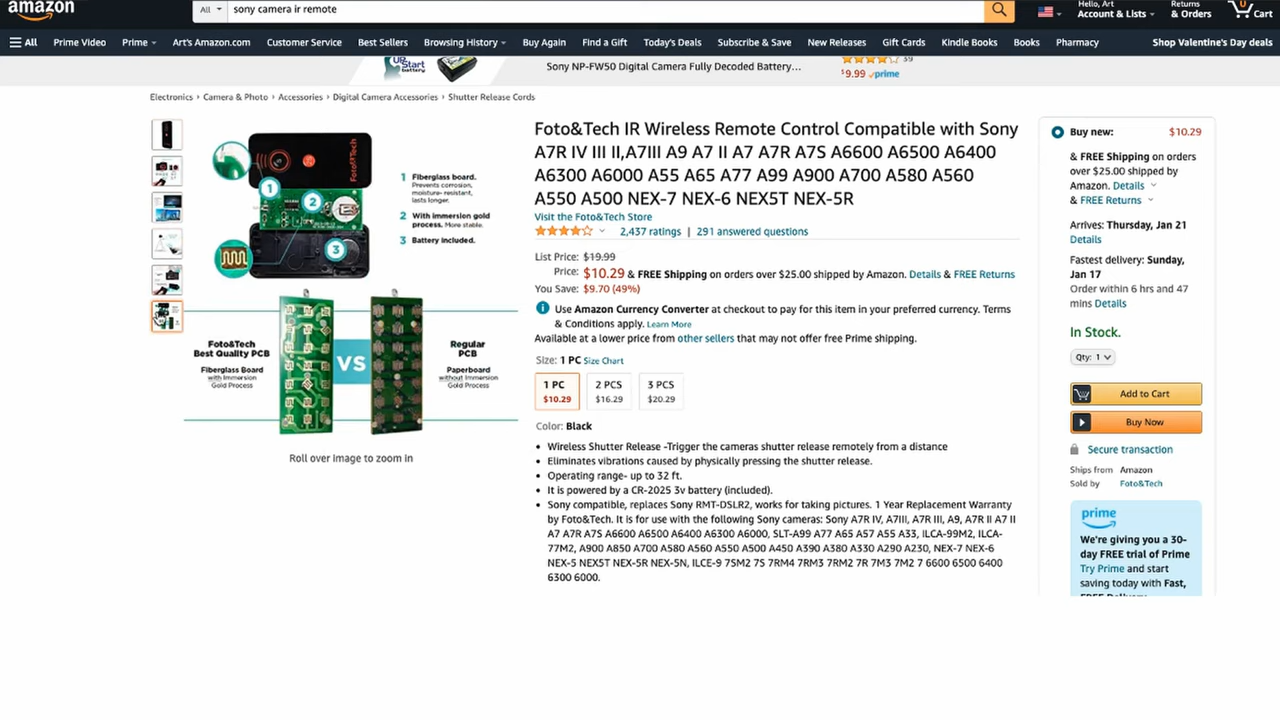 amazon
All
sony camera ir remote
Hello, Art
Account & Lists
Returns
& Orders
0
Cart
All
Prime Video
Prime
Art's Amazon.com
Customer Service
Best Sellers
Browsing History
Buy Again
Find a Gift
Today's Deals
Subscribe & Save
New Releases
Gift Cards
Kindle Books
Books
Pharmacy
Shop Valentine's Day deals
Start
battery
Sony NP-FW50 Digital Camera Fully Decoded Battery...
39
$9.99 prime
Electronics › Camera & Photo › Accessories › Digital Camera Accessories › Shutter Release Cords
Foto&Tech
1
2
3
1 Fiberglass board.
Prevents corrosion,
moisture- resistant,
lasts longer.
2 With immersion gold
process. More stable.
3 Battery included.
Foto&Tech
Best Quality PCB
Fiberglass Board
with Immersion
Gold Process
VS
Regular
PCB
Paperboard
without Immersion
Gold Process
Roll over image to zoom in
Foto&Tech IR Wireless Remote Control Compatible with Sony
A7R IV III II,A7III A9 A7 II A7 A7R A7S A6600 A6500 A6400
A6300 A6000 A55 A65 A77 A99 A900 A700 A580 A560
A550 A500 NEX-7 NEX-6 NEX5T NEX-5R
Visit the Foto&Tech Store
2,437 ratings | 291 answered questions
List Price: $19.99
Price: $10.29 & FREE Shipping on orders over $25.00 shipped by Amazon. Details & FREE Returns
You Save: $9.70 (49%)
Use Amazon Currency Converter at checkout to pay for this item in your preferred currency. Terms
& Conditions apply. Learn More
Available at a lower price from other sellers that may not offer free Prime shipping.
Size: 1 PC Size Chart
1 PC
$10.29
2 PCS
$16.29
3 PCS
$20.29
Color: Black
• Wireless Shutter Release -Trigger the cameras shutter release remotely from a distance
• Eliminates vibrations caused by physically pressing the shutter release.
• Operating range- up to 32 ft.
• It is powered by a CR-2025 3v battery (included).
• Sony compatible, replaces Sony RMT-DSLR2, works for taking pictures. 1 Year Replacement Warranty
by Foto&Tech. It is for use with the following Sony cameras: Sony A7R IV, A7III, A7R III, A9, A7R II A7 II
A7 A7R A7S A6600 A6500 A6400 A6300 A6000, SLT-A99 A77 A65 A57 A55 A33, ILCA-99M2, ILCA-
77M2, A900 A850 A700 A580 A560 A550 A500 A450 A390 A380 A330 A290 A230, NEX-7 NEX-6
NEX-5 NEX5T NEX-5R NEX-5N, ILCE-9 7SM2 7S 7RM4 7RM3 7RM2 7R 7M3 7M2 7 6600 6500 6400
6300 6000.
Buy new: $10.29
& FREE Shipping on orders
over $25.00 shipped by
Amazon. Details
& FREE Returns
Arrives: Thursday, Jan 21
Details
Fastest delivery: Sunday,
Jan 17
Order within 6 hrs and 47
mins Details
In Stock.
Qty: 1
Add to Cart
Buy Now
Secure transaction
Ships from Amazon
Sold by Foto&Tech
prime
We're giving you a 30-
day FREE trial of Prime
Try Prime and start
saving today with Fast,
FREE Delivery